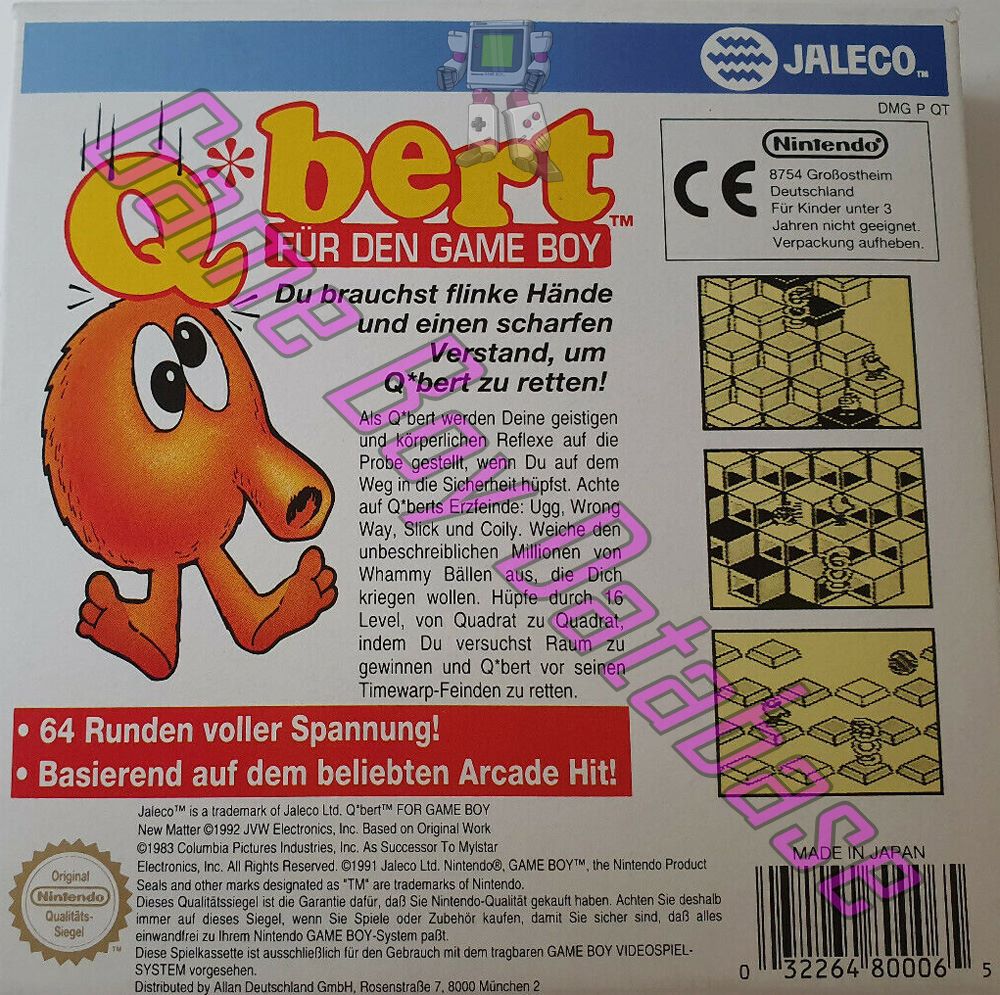 JALECO™
DMG P QT
Q*bert™
FÜR DEN GAME BOY
Nintendo®
CE
8754 Großostheim
Deutschland
Für Kinder unter 3
Jahren nicht geeignet.
Verpackung aufheben.
Du brauchst flinke Hände
und einen scharfen
Verstand, um
Q*bert zu retten!
Als Q*bert werden Deine geistigen
und körperlichen Reflexe auf die
Probe gestellt, wenn Du auf dem
Weg in die Sicherheit hüpfst. Achte
auf Q*berts Erzfeinde: Ugg, Wrong
Way, Slick und Coily. Weiche den
unbeschreiblichen Millionen von
Whammy Bällen aus, die Dich
kriegen wollen. Hüpfe durch 16
Level, von Quadrat zu Quadrat,
indem Du versuchst Raum zu
gewinnen und Q*bert vor seinen
Timewarp-Feinden zu retten.
• 64 Runden voller Spannung!
• Basierend auf dem beliebten Arcade Hit!
Jaleco™ is a trademark of Jaleco Ltd. Q*bert™ FOR GAME BOY
New Matter ©1992 JVW Electronics, Inc. Based on Original Work
©1983 Columbia Pictures Industries, Inc. As Successor To Mylstar
Electronics, Inc. All Rights Reserved. ©1991 Jaleco Ltd. Nintendo®, GAME BOY™, the Nintendo Product
Seals and other marks designated as "TM" are trademarks of Nintendo.
Dieses Qualitätssiegel ist die Garantie dafür, daß Sie Nintendo-Qualität gekauft haben. Achten Sie deshalb
immer auf dieses Siegel, wenn Sie Spiele oder Zubehör kaufen, damit Sie sicher sind, daß alles
einwandfrei zu Ihrem Nintendo GAME BOY-System paßt.
Diese Spielkassette ist ausschließlich für den Gebrauch mit dem tragbaren GAME BOY VIDEOSPIEL-
SYSTEM vorgesehen.
Distributed by Allan Deutschland GmbH, Rosenstraße 7, 8000 München 2
Original
Nintendo
Qualitäts-
Siegel
™
MADE IN JAPAN
0 32264 80006 5
Game Boy Database